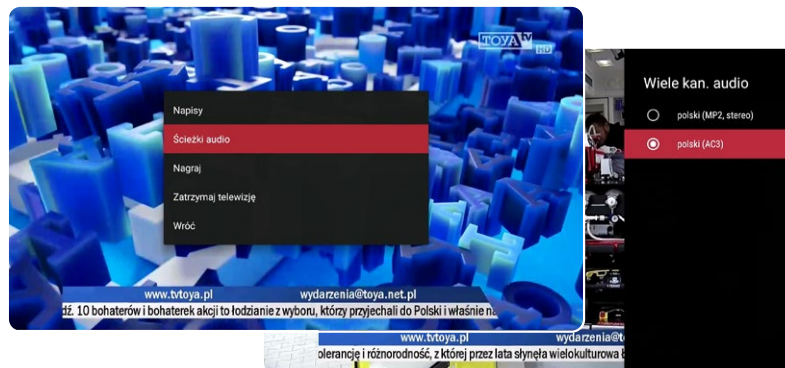 TOYA tv
HD
Napisy
Ścieżki audio
Nagraj
Zatrzymaj telewizję
Wróć
www.tvtoya.pl wydarzenia@toya.net.pl
dź. 10 bohaterów i bohaterek akcji to łodzianie z wyboru, którzy przyjechali do Polski i właśnie na
Wiele kan. audio
polski (MP2, stereo)
polski (AC3)
www.tvtoya.pl wydarzenia@t
olerancję i różnorodność, z której przez lata słynęła wielokulturowa